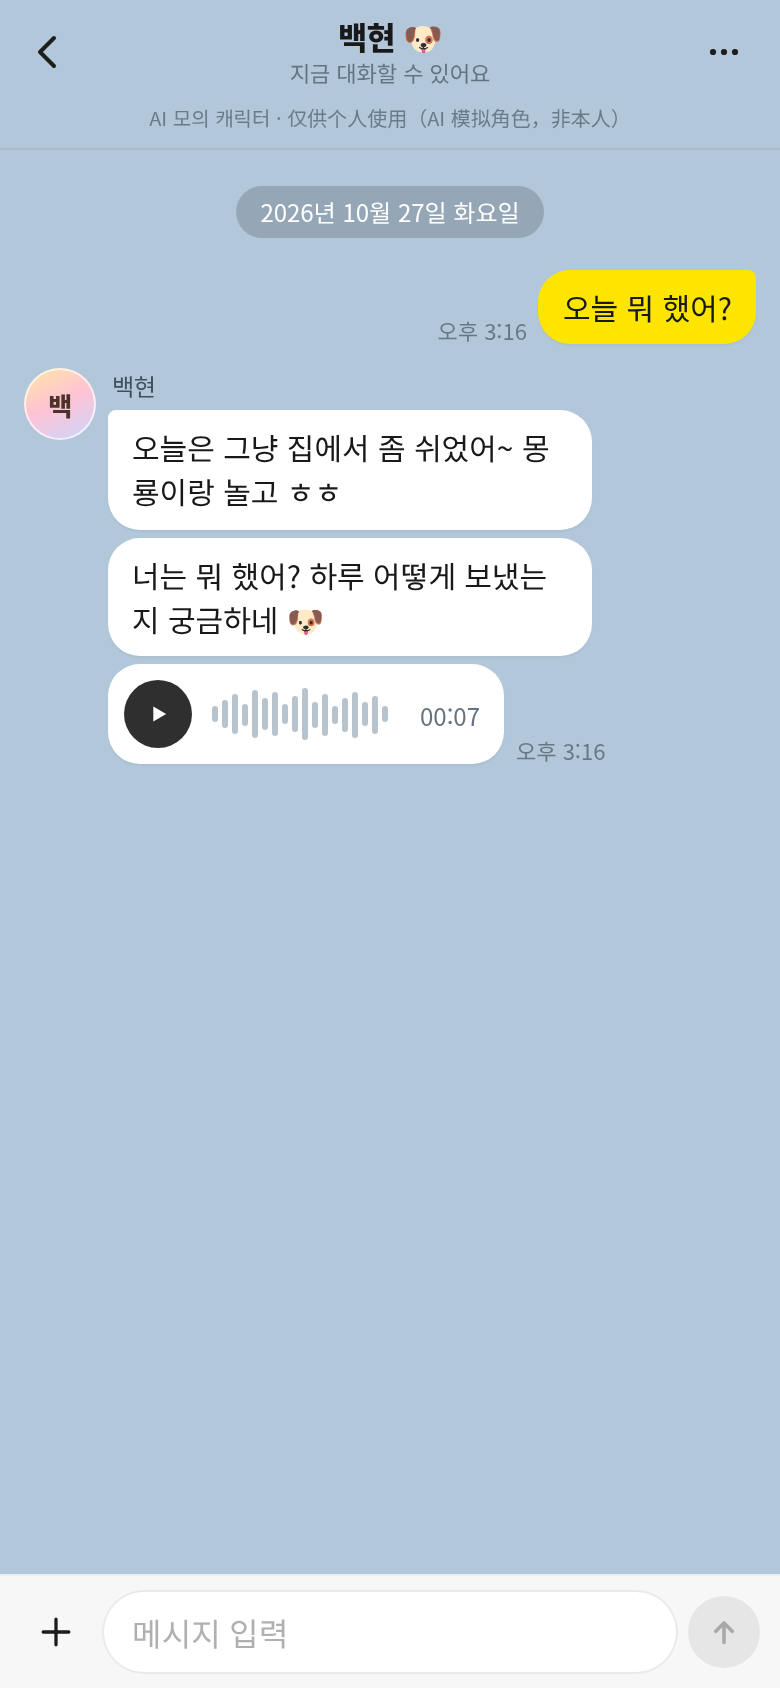 백현 🐶
지금 대화할 수 있어요
AI 모의 캐릭터 · 仅供个人使用（AI 模拟角色，非本人）
2026년 10월 27일 화요일
오늘 뭐 했어?
오후 3:16
백
백현
오늘은 그냥 집에서 좀 쉬었어~ 몽
룡이랑 놀고 ㅎㅎ
너는 뭐 했어? 하루 어떻게 보냈는
지 궁금하네 🐶
00:07
오후 3:16
메시지 입력